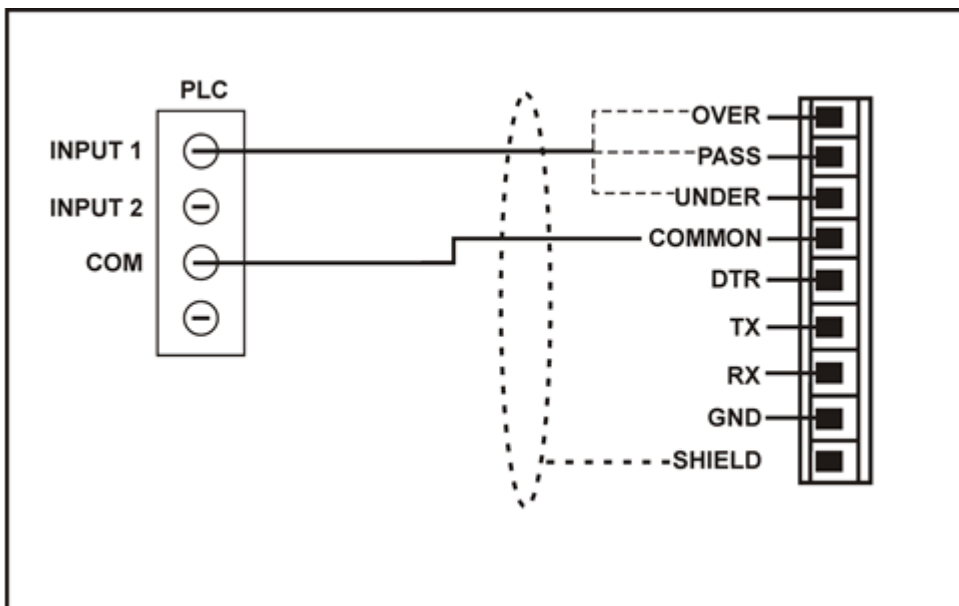 PLC
INPUT 1
INPUT 2
COM
OVER
PASS
UNDER
COMMON
DTR
TX
RX
GND
SHIELD